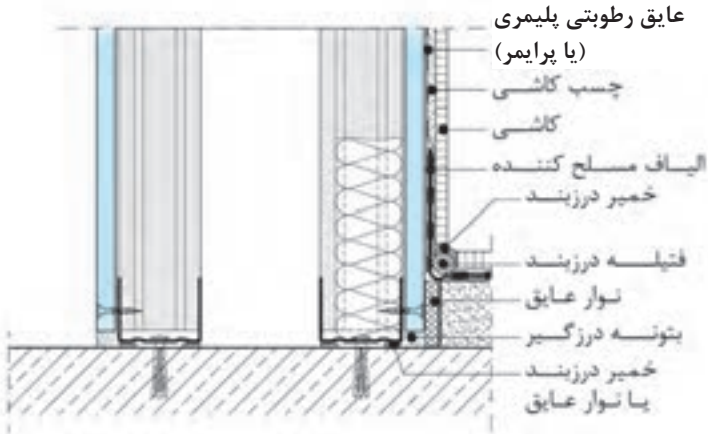 عایق رطوبتی پلیمری
(یا پرایمر)
چسب کاشی
کاشی
الیاف مسلح کننده
خمیر درزبند
فتیله درزبند
نوار عایق
بتونه درزگیر
خمیر درزبند
یا نوار عایق